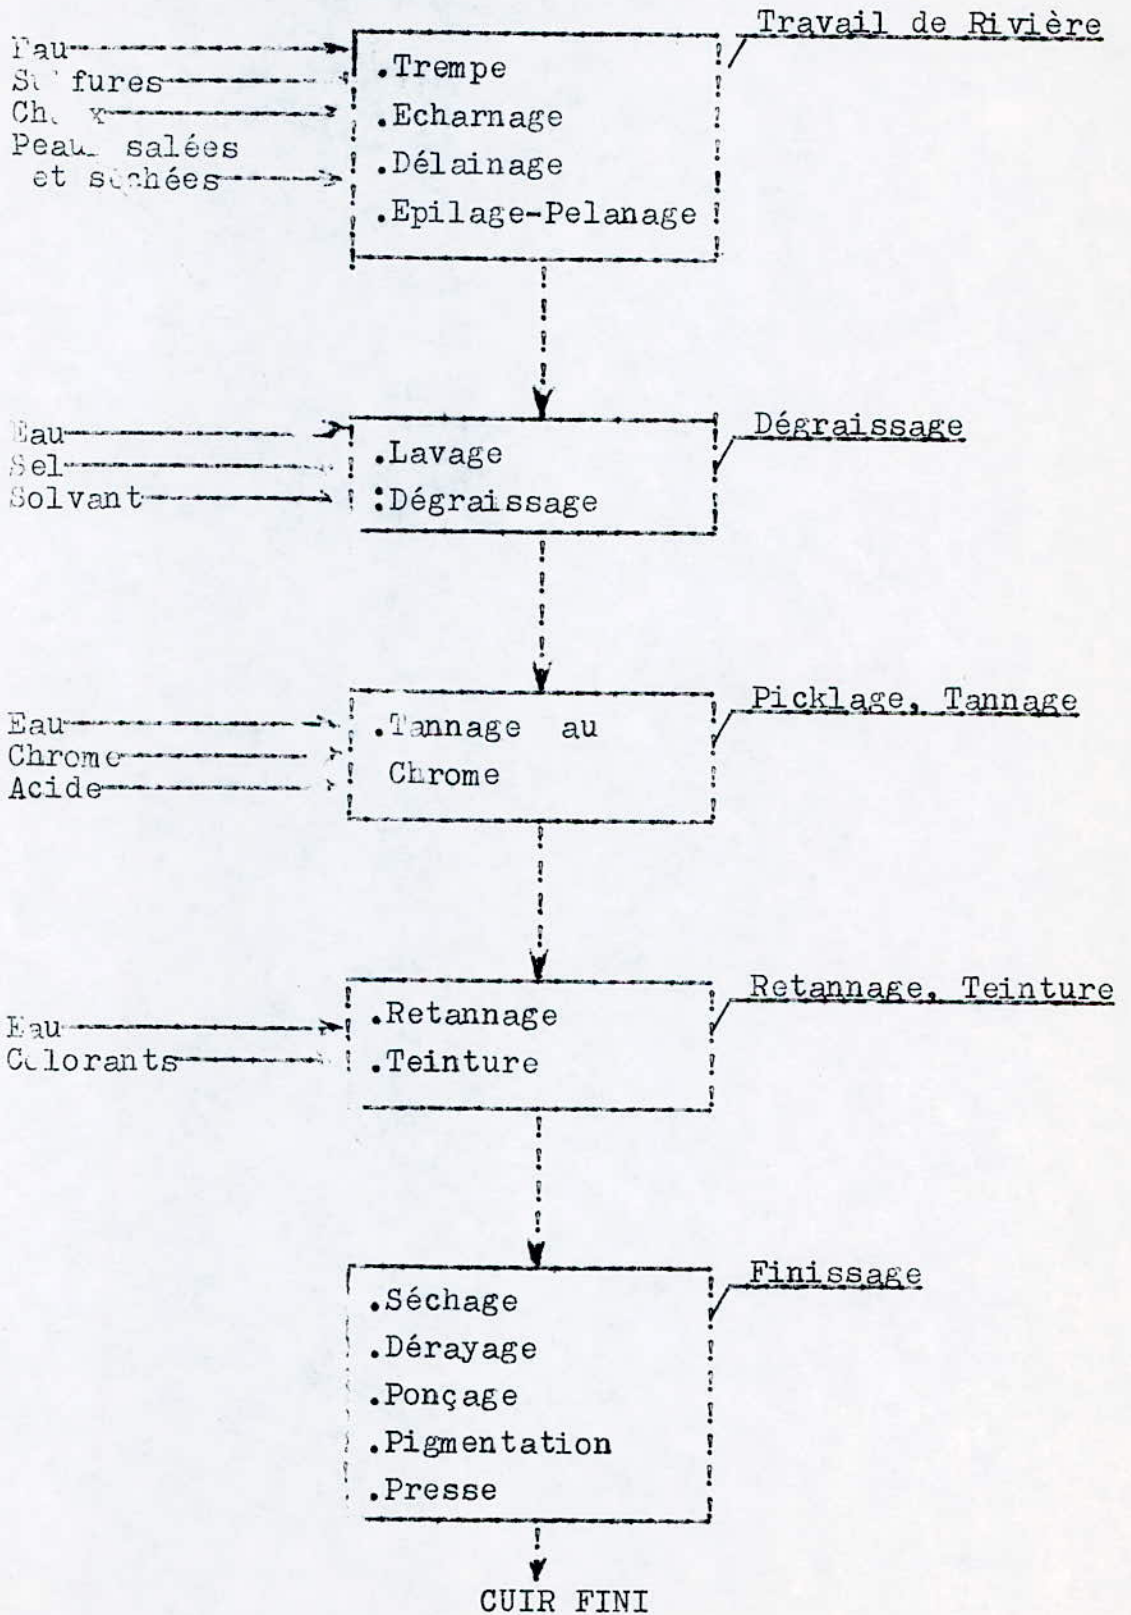 Travail de Rivière
Eau
Sulfures
Chaux
Peaux salées
et séchées
.Trempe
.Echarnage
.Délainage
.Epilage-Pelanage
Dégraissage
Eau
Sel
Solvant
.Lavage
:Dégraissage
Picklage, Tannage
Eau
Chrome
Acide
.Tannage au
Chrome
Retannage, Teinture
Eau
Colorants
.Retannage
.Teinture
Finissage
.Séchage
.Dérayage
.Ponçage
.Pigmentation
.Presse
CUIR FINI